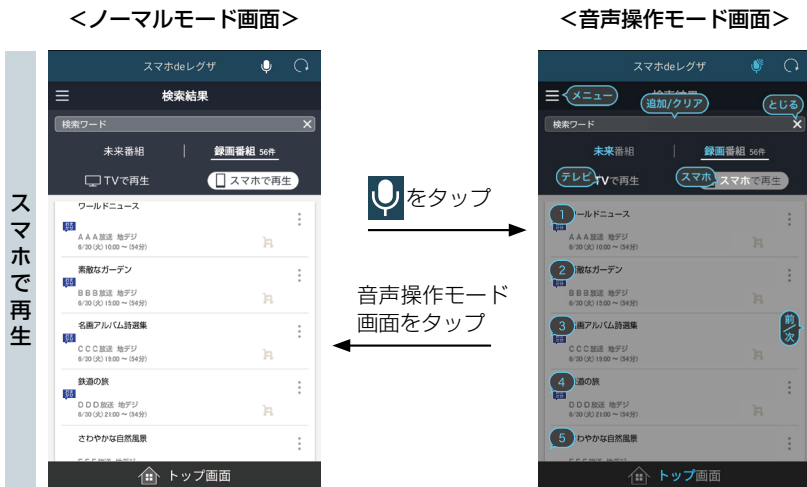 <ノーマルモード画面>
<音声操作モード画面>
スマホで再生
スマホdeレグザ
検索結果
検索ワード
未来番組 | 録画番組 56件
TVで再生 スマホで再生
ワールドニュース
AAA放送 地デジ
6/30(火)10:00~(54分)
素敵なガーデン
BBB放送 地デジ
6/30(火)15:00~(54分)
名画アルバム詩選集
CCC放送 地デジ
6/30(火)19:00~(54分)
鉄道の旅
DDD放送 地デジ
6/30(火)21:00~(54分)
さわやかな自然風景
トップ画面
をタップ
音声操作モード
画面をタップ
スマホdeレグザ
メニュー
追加/クリア
とじる
検索ワード
未来番組 | 録画番組 56件
テレビ TVで再生 スマホ スマホで再生
1 ールドニュース
AAA放送 地デジ
6/30(火)10:00~(54分)
2 敵なガーデン
BBB放送 地デジ
6/30(火)15:00~(54分)
3 画アルバム詩選集
前/次
CCC放送 地デジ
6/30(火)19:00~(54分)
4 道の旅
DDD放送 地デジ
6/30(火)21:00~(54分)
5 わやかな自然風景
トップ画面